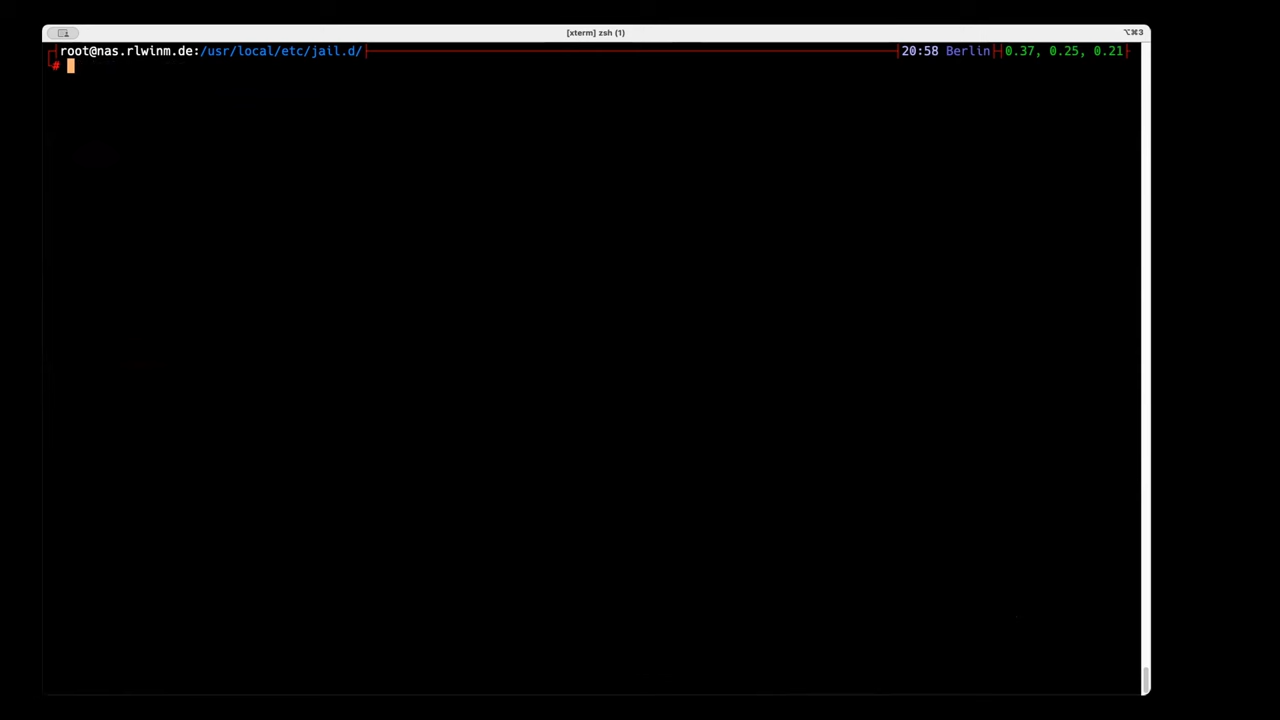 [xterm] zsh (1)
⌥⌘3
root@nas.rlwinm.de:/usr/local/etc/jail.d/ 20:58 Berlin 0.37, 0.25, 0.21
#